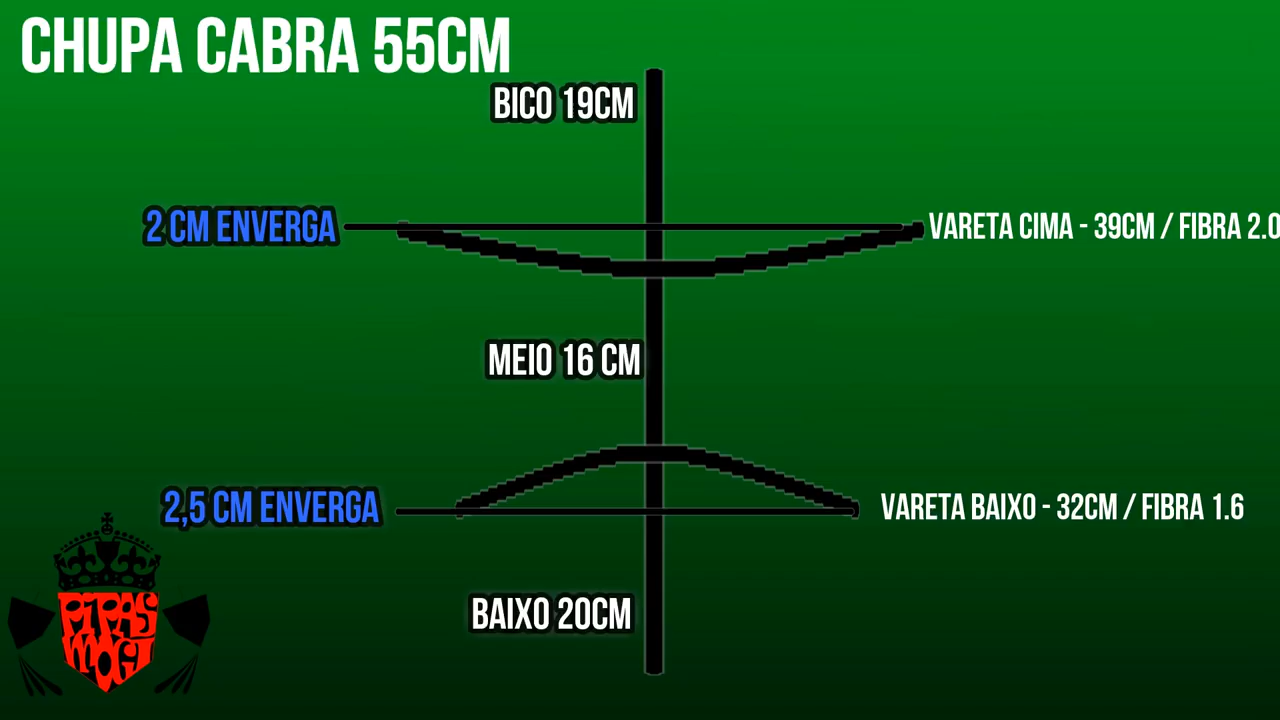 CHUPA CABRA 55CM
BICO 19CM
2 CM ENVERGA
VARETA CIMA - 39CM / FIBRA 2.0
MEIO 16 CM
2,5 CM ENVERGA
VARETA BAIXO - 32CM / FIBRA 1.6
BAIXO 20CM
PIPAS
MOGI